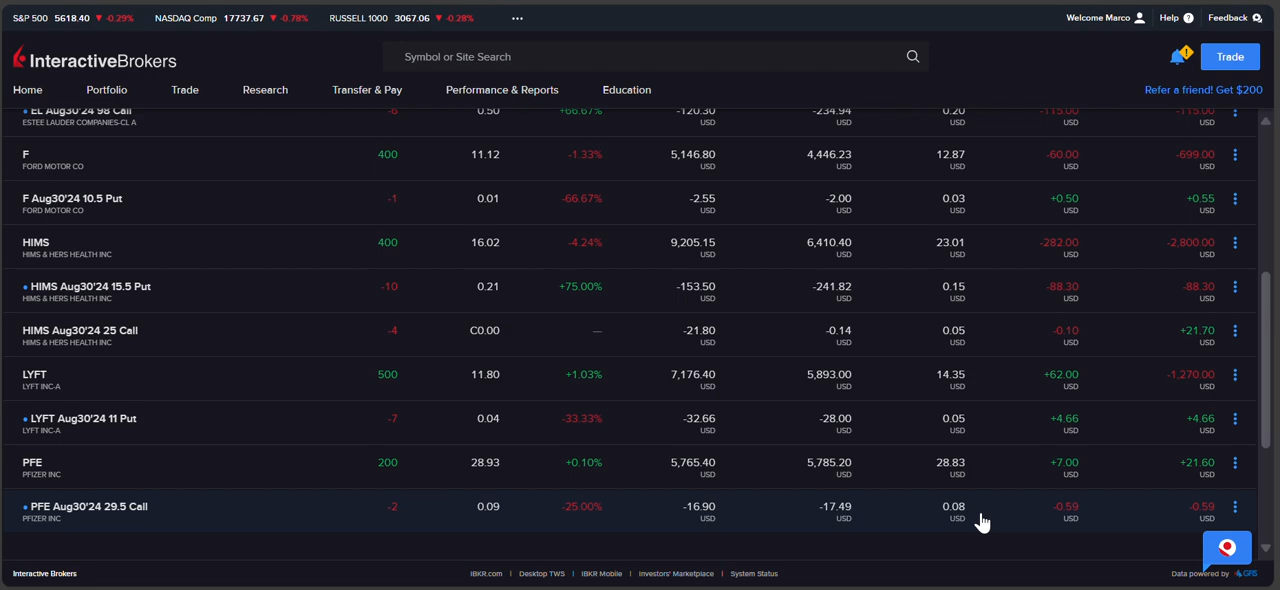 S&P 500 5618.40 ▼ -0.29% NASDAQ Comp 17737.67 ▼ -0.78% RUSSELL 1000 3067.06 ▼ -0.28% ••• Welcome Marco Help ? Feedback
InteractiveBrokers Symbol or Site Search Trade
Home Portfolio Trade Research Transfer & Pay Performance & Reports Education Refer a friend! Get $200
• EL Aug30'24 98 Call -6 0.50 +66.67% -120.30 -234.94 0.20 -115.00 -115.00
ESTEE LAUDER COMPANIES-CL A USD USD USD USD USD
F 400 11.12 -1.33% 5,146.80 4,446.23 12.87 -60.00 -699.00
FORD MOTOR CO USD USD USD USD USD
F Aug30'24 10.5 Put -1 0.01 -66.67% -2.55 -2.00 0.03 +0.50 +0.55
FORD MOTOR CO USD USD USD USD USD
HIMS 400 16.02 -4.24% 9,205.15 6,410.40 23.01 -282.00 -2,800.00
HIMS & HERS HEALTH INC USD USD USD USD USD
• HIMS Aug30'24 15.5 Put -10 0.21 +75.00% -153.50 -241.82 0.15 -88.30 -88.30
HIMS & HERS HEALTH INC USD USD USD USD USD
HIMS Aug30'24 25 Call -4 C0.00 — -21.80 -0.14 0.05 -0.10 +21.70
HIMS & HERS HEALTH INC USD USD USD USD USD
LYFT 500 11.80 +1.03% 7,176.40 5,893.00 14.35 +62.00 -1,270.00
LYFT INC-A USD USD USD USD USD
• LYFT Aug30'24 11 Put -7 0.04 -33.33% -32.66 -28.00 0.05 +4.66 +4.66
LYFT INC-A USD USD USD USD USD
PFE 200 28.93 +0.10% 5,765.40 5,785.20 28.83 +7.00 +21.60
PFIZER INC USD USD USD USD USD
• PFE Aug30'24 29.5 Call -2 0.09 -25.00% -16.90 -17.49 0.08 -0.59 -0.59
PFIZER INC USD USD USD USD USD
Interactive Brokers IBKR.com | Desktop TWS | IBKR Mobile | Investors' Marketplace | System Status Data powered by GFIS